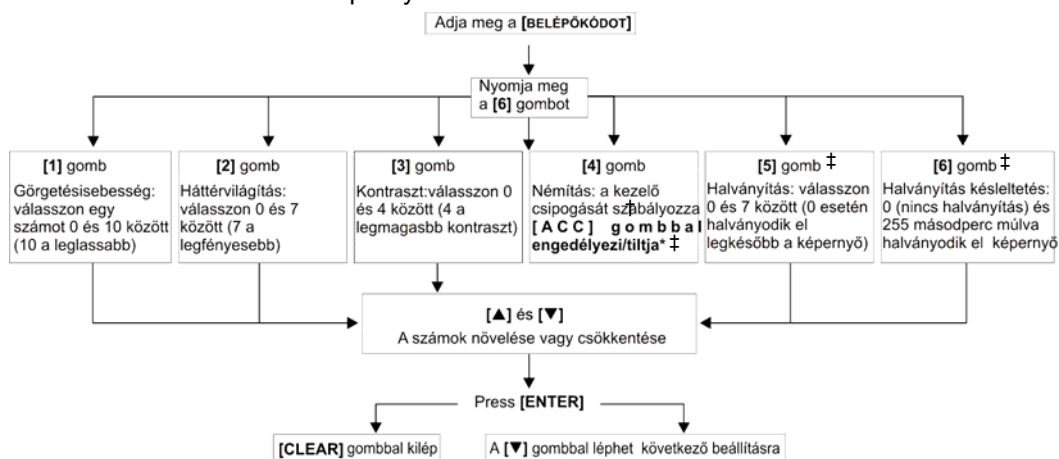 Adja meg a [BELÉPŐKÓDOT]
Nyomja meg
a [6] gombot
[1] gomb
Görgetésisebesség:
válasszon egy
számot 0 és 10 között
(10 a leglassabb)
[2] gomb
Háttérvilágítás:
válasszon 0 és 7
között (7 a
legfényesebb)
[3] gomb
Kontraszt:válasszon 0
és 4 között (4 a
legmagasbb kontraszt)
[4] gomb
Némítás: a kezelő
csipogását szabályozza
‡
[ACC] gombbal
engedélyezi/tiltja* ‡
[5] gomb ‡
Halványítás: válasszon
0 és 7 között (0 esetén
halványodik el
legkésőbb a képernyő)
[6] gomb ‡
Halványítás késleltetés:
0 (nincs halványítás) és
255 másodperc múlva
halványodik el képernyő
[▲] és [▼]
A számok növelése vagy csökkentése
Press [ENTER]
[CLEAR] gombbal kilép
A [▼] gombbal léphet következő beállításra